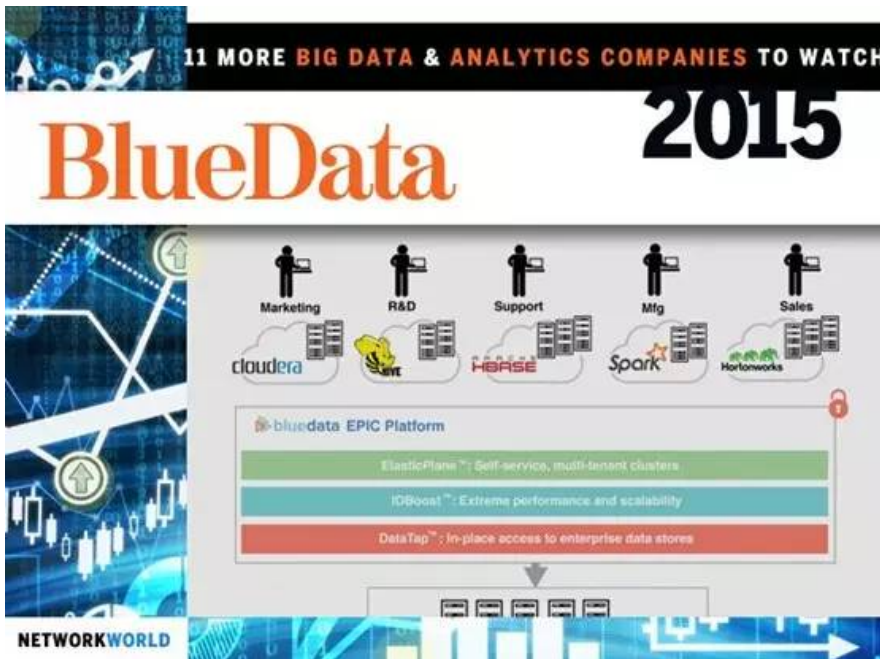 11 MORE BIG DATA & ANALYTICS COMPANIES TO WATCH
2015
BlueData
Marketing R&D Support Mfg Sales
cloudera HIVE APACHE HBASE Spark Hortonworks
bluedata EPIC Platform
ElasticPlane™: Self-service, multi-tenant clusters
IOBoost™: Extreme performance and scalability
DataTap™: In-place access to enterprise data stores
NETWORKWORLD